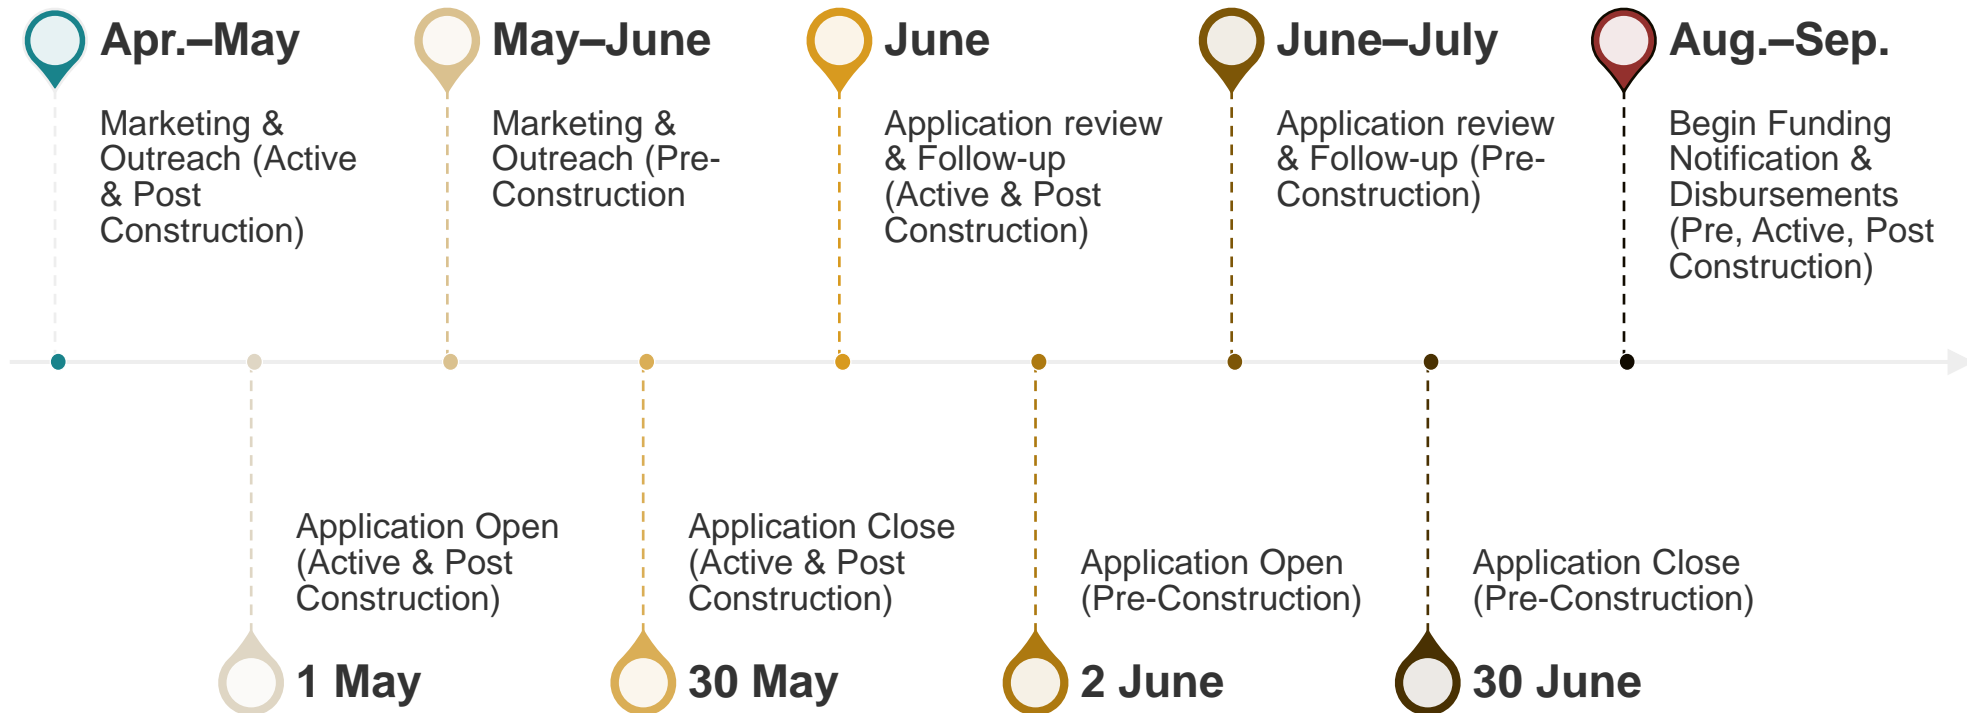 Apr.–May
Marketing &
Outreach (Active
& Post
Construction)
May–June
Marketing &
Outreach (Pre-
Construction
June
Application review
& Follow-up
(Active & Post
Construction)
June–July
Application review
& Follow-up (Pre-
Construction)
Aug.–Sep.
Begin Funding
Notification &
Disbursements
(Pre, Active, Post
Construction)
Application Open
(Active & Post
Construction)
1 May
Application Close
(Active & Post
Construction)
30 May
Application Open
(Pre-Construction)
2 June
Application Close
(Pre-Construction)
30 June